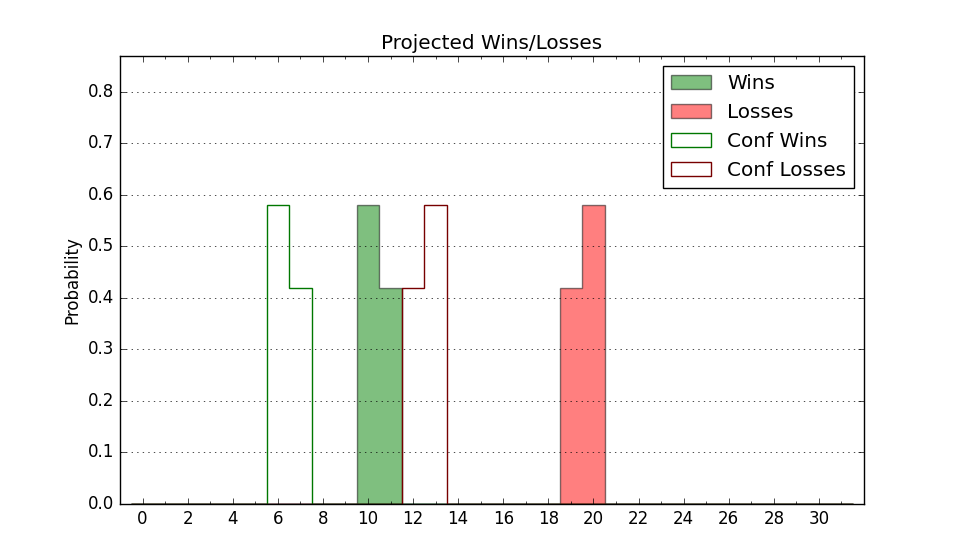 Projected Wins/Losses
Probability
0.8
0.7
0.6
0.5
0.4
0.3
0.2
0.1
0.0
0 2 4 6 8 10 12 14 16 18 20 22 24 26 28 30
Wins
Losses
Conf Wins
Conf Losses